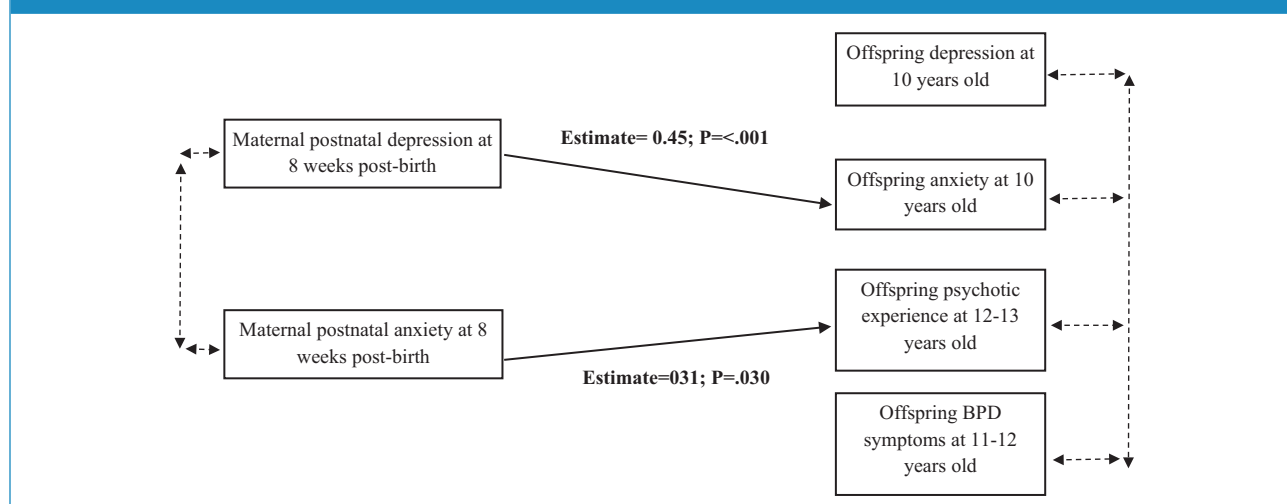 Offspring depression at
10 years old
Maternal postnatal depression at
8 weeks post-birth
Estimate= 0.45; P=<.001
Offspring anxiety at 10
years old
Maternal postnatal anxiety at 8
weeks post-birth
Offspring psychotic
experience at 12-13
years old
Estimate=031; P=.030
Offspring BPD
symptoms at 11-12
years old